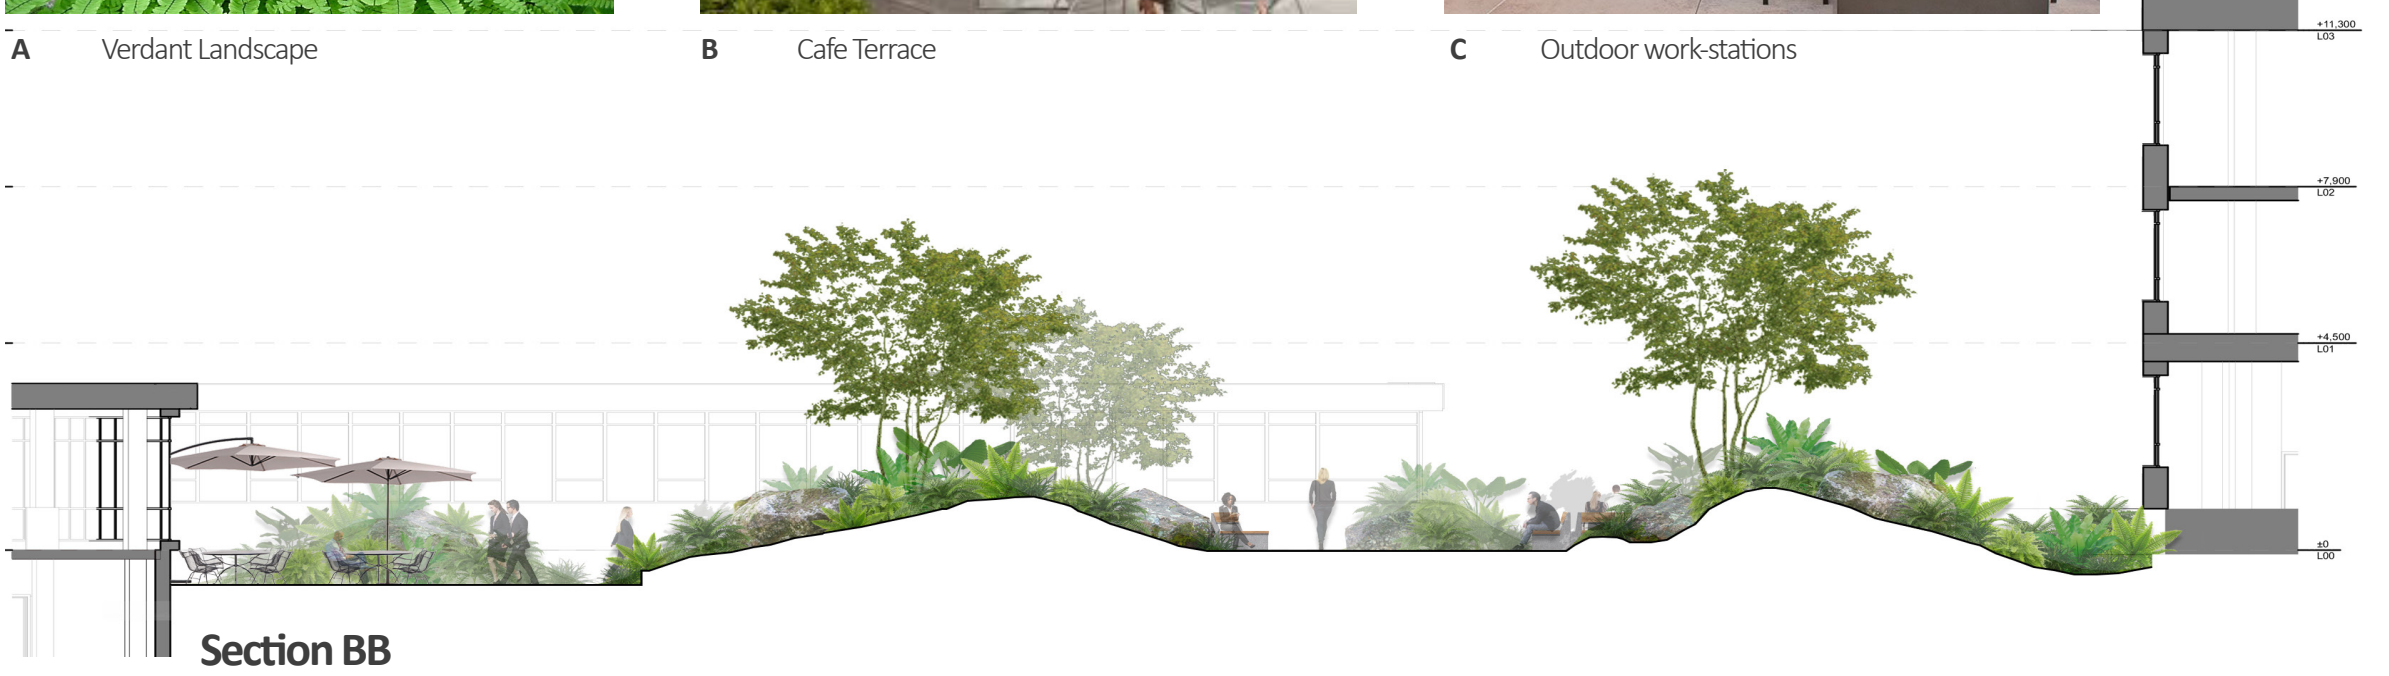 A Verdant Landscape
B Cafe Terrace
C Outdoor work-stations
+11,300
L03
+7,900
L02
+4,500
L01
±0
L00
Section BB